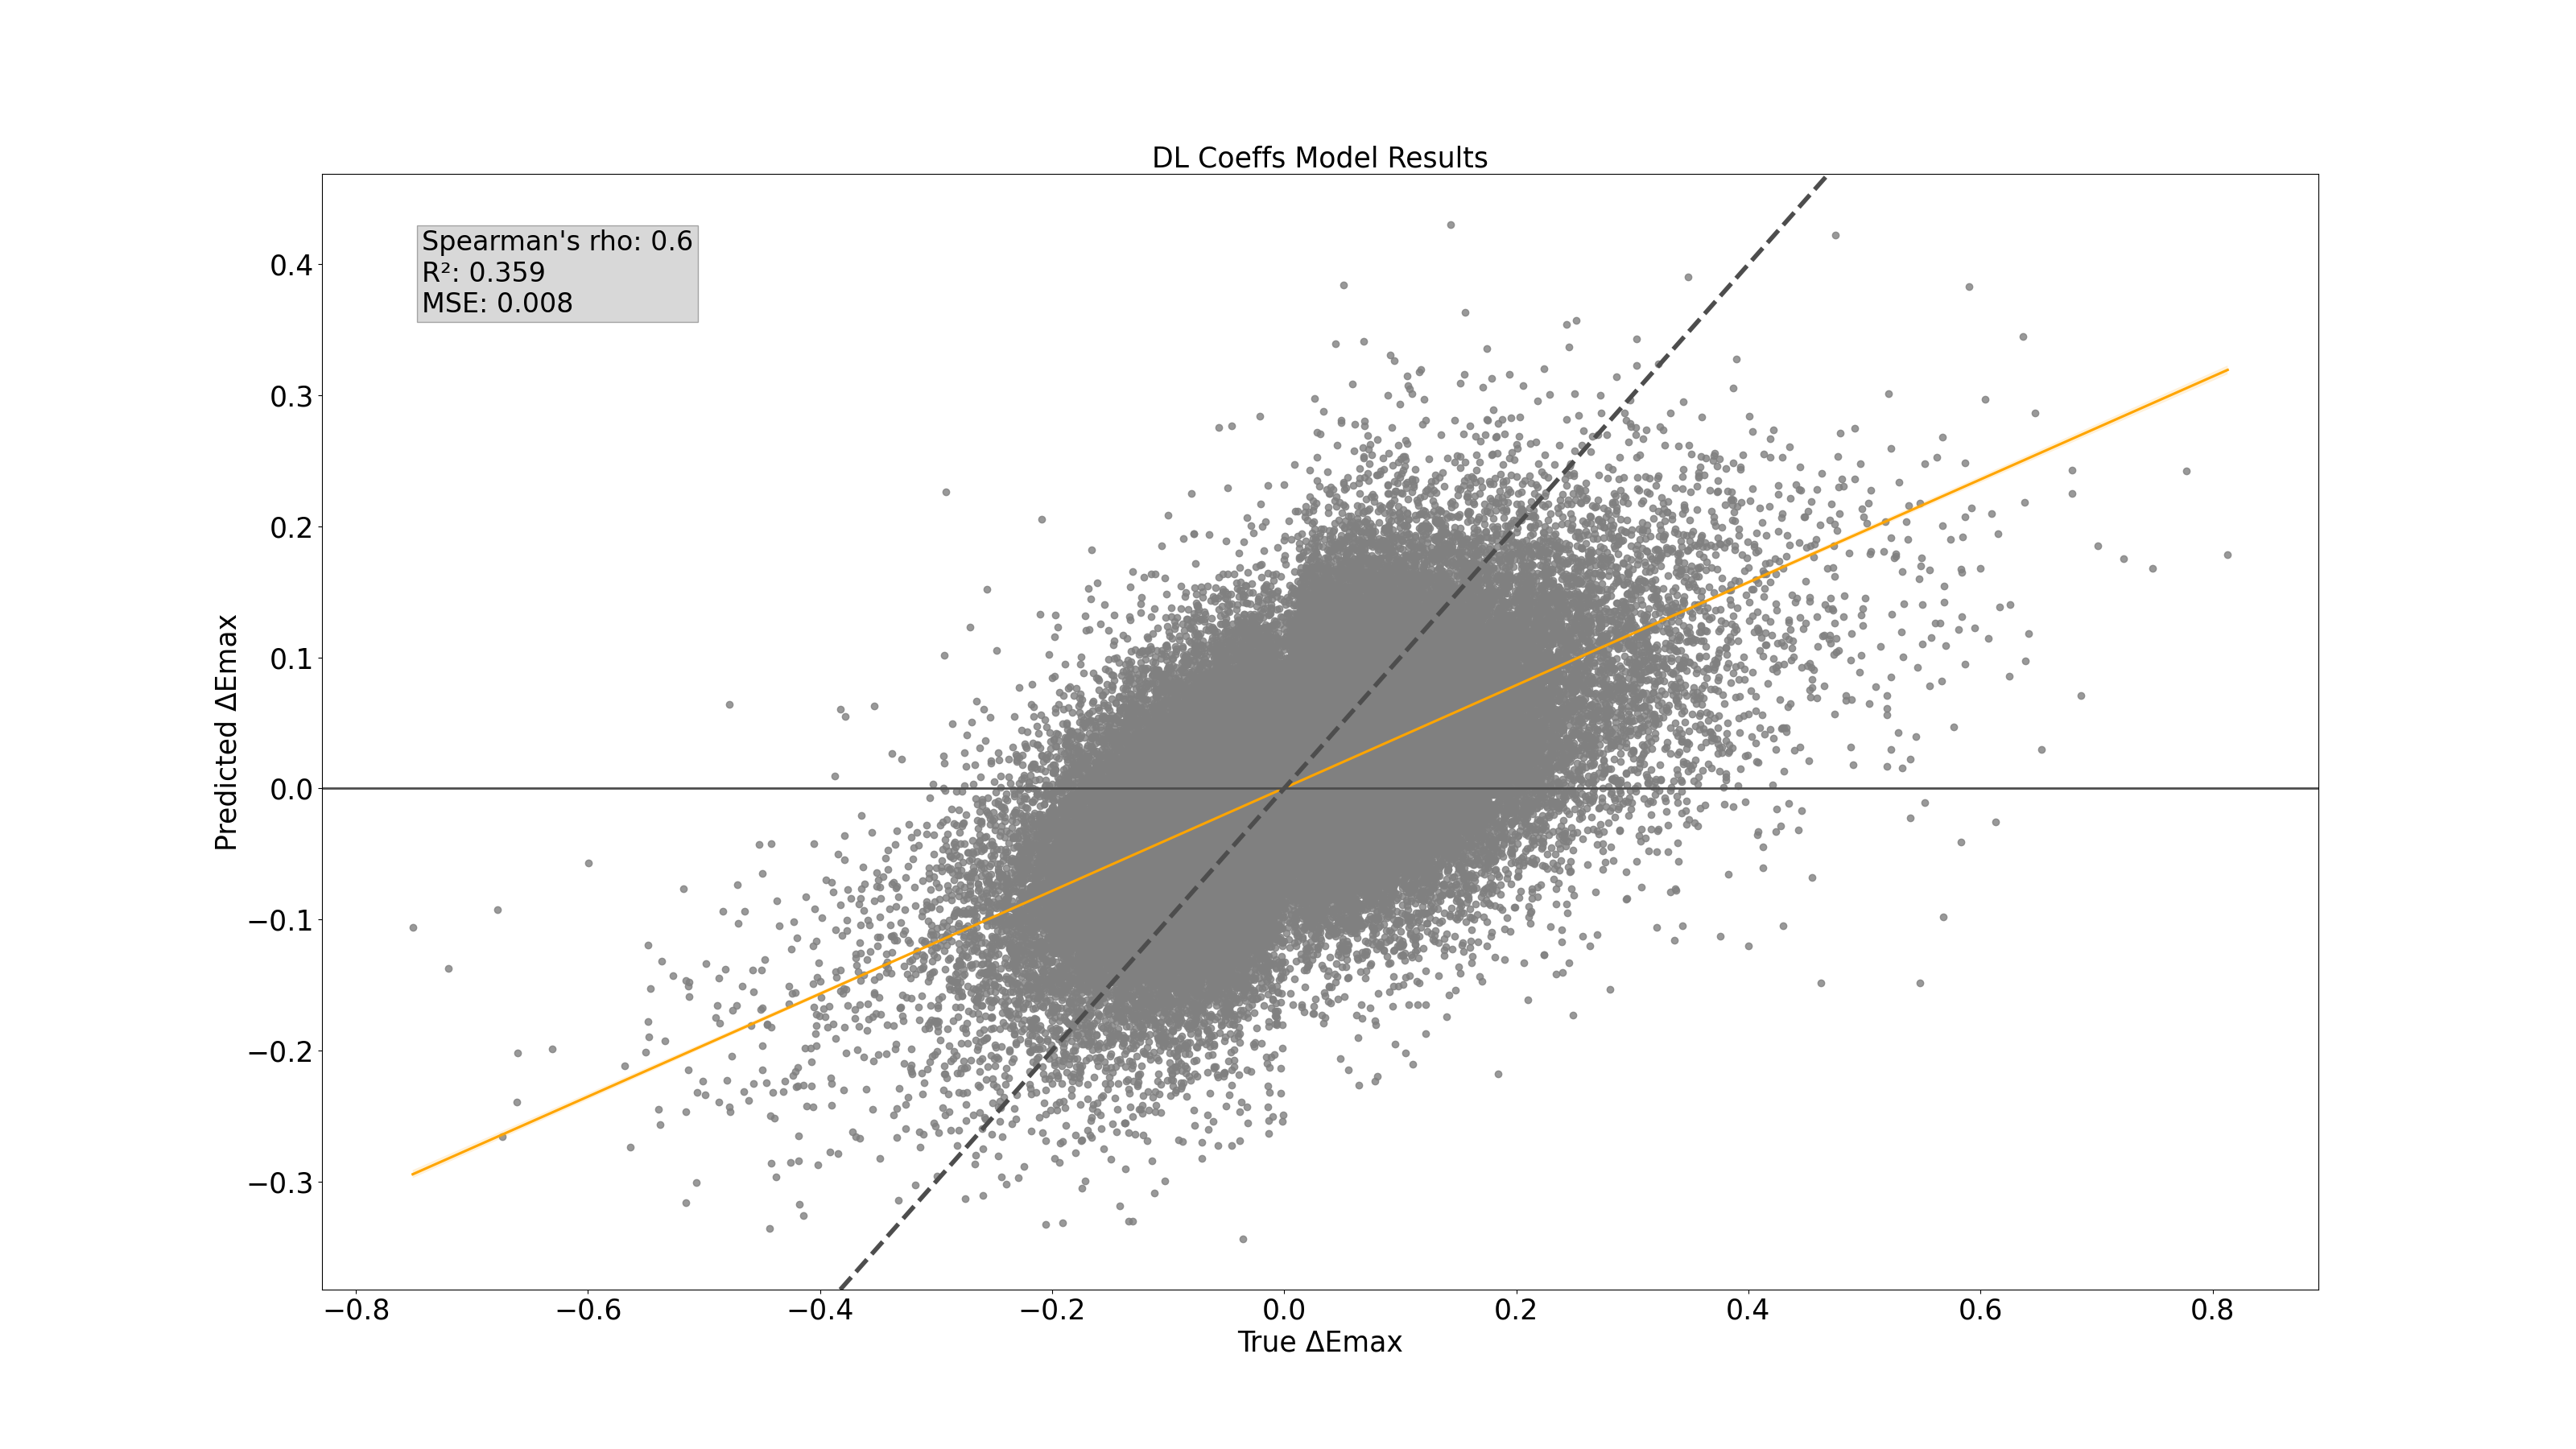 DL Coeffs Model Results
Spearman's rho: 0.6
R²: 0.359
MSE: 0.008
0.4
0.3
0.2
0.1
0.0
−0.1
−0.2
−0.3
Predicted ΔEmax
−0.8 −0.6 −0.4 −0.2 0.0 0.2 0.4 0.6 0.8
True ΔEmax